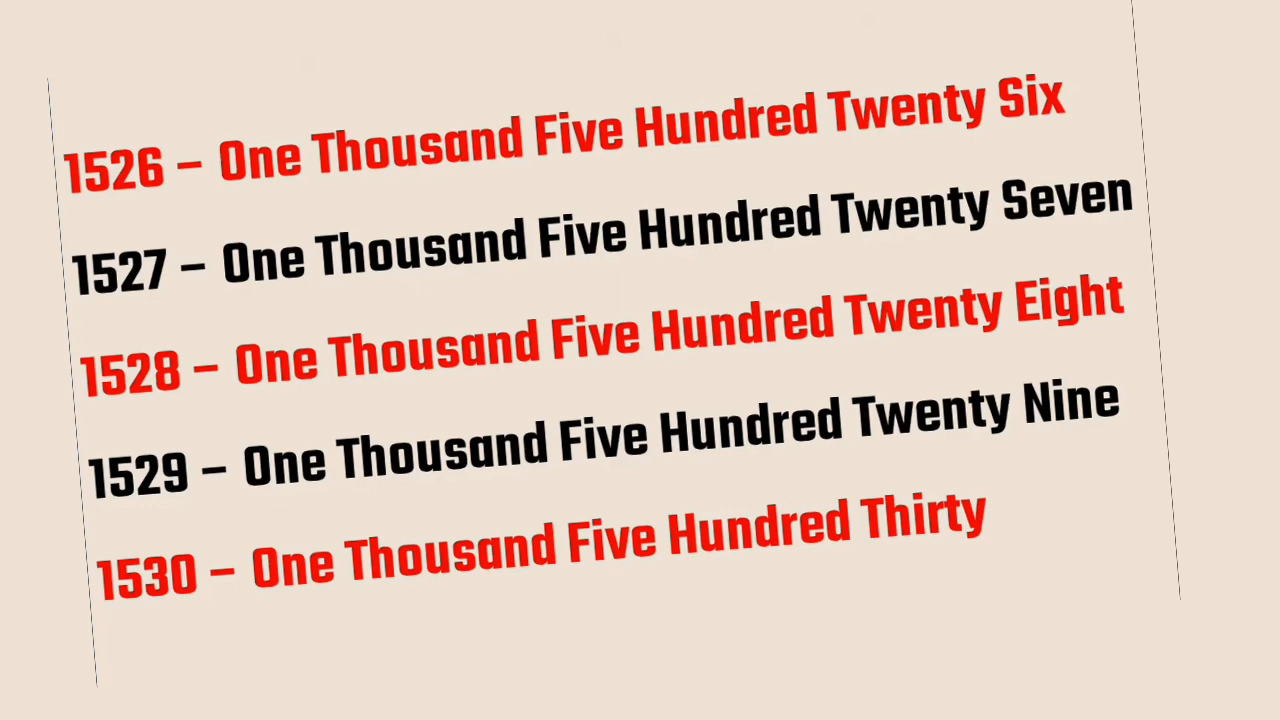 1526 – One Thousand Five Hundred Twenty Six
1527 – One Thousand Five Hundred Twenty Seven
1528 – One Thousand Five Hundred Twenty Eight
1529 – One Thousand Five Hundred Twenty Nine
1530 – One Thousand Five Hundred Thirty